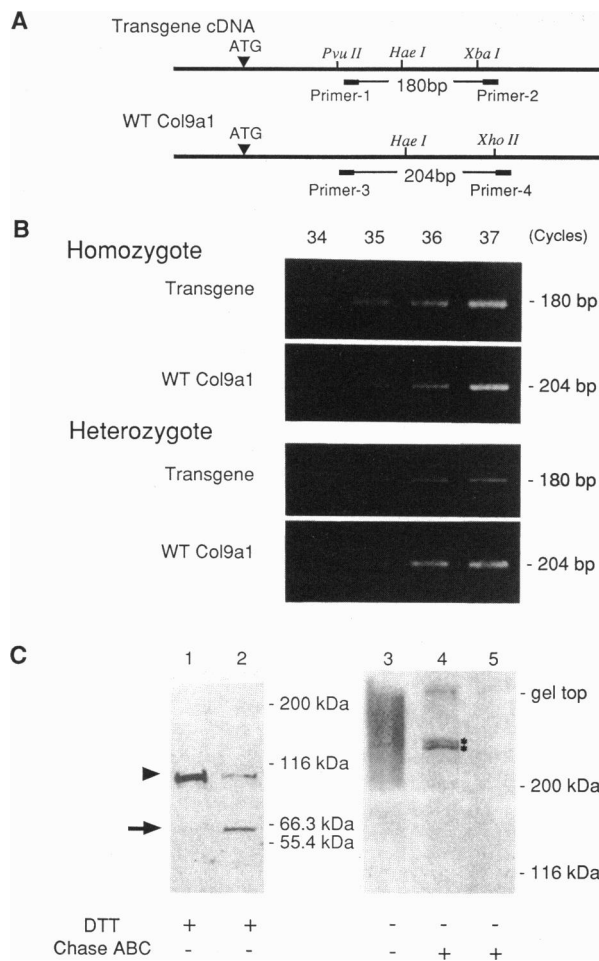 A
Transgene cDNA
ATG
Pvu II Hae I Xba I
Primer-1 180bp Primer-2
WT Col9a1
ATG
Hae I Xho II
204bp
Primer-3 Primer-4
B
34 35 36 37 (Cycles)
Homozygote
Transgene - 180 bp
WT Col9a1 - 204 bp
Heterozygote
Transgene - 180 bp
WT Col9a1 - 204 bp
C
1 2 3 4 5
- gel top
- 200 kDa
- 116 kDa
- 200 kDa
- 66.3 kDa
- 55.4 kDa
- 116 kDa
DTT + + - - -
Chase ABC - - - + +